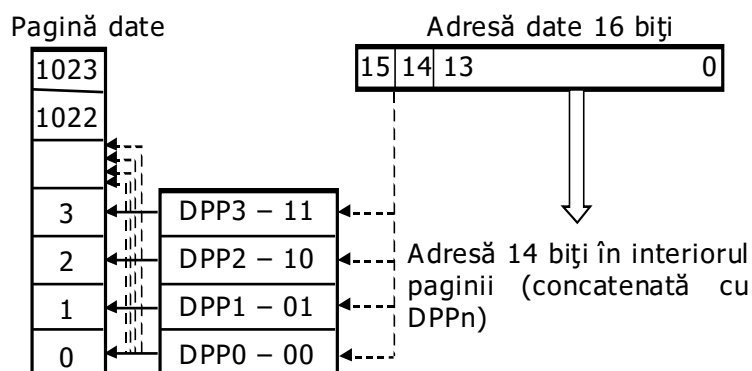 Pagină date
Adresă date 16 biţi
1023
15 14 13 0
1022
3
DPP3 – 11
2
DPP2 – 10
Adresă 14 biţi în interiorul
paginii (concatenată cu
DPPn)
1
DPP1 – 01
0
DPP0 – 00